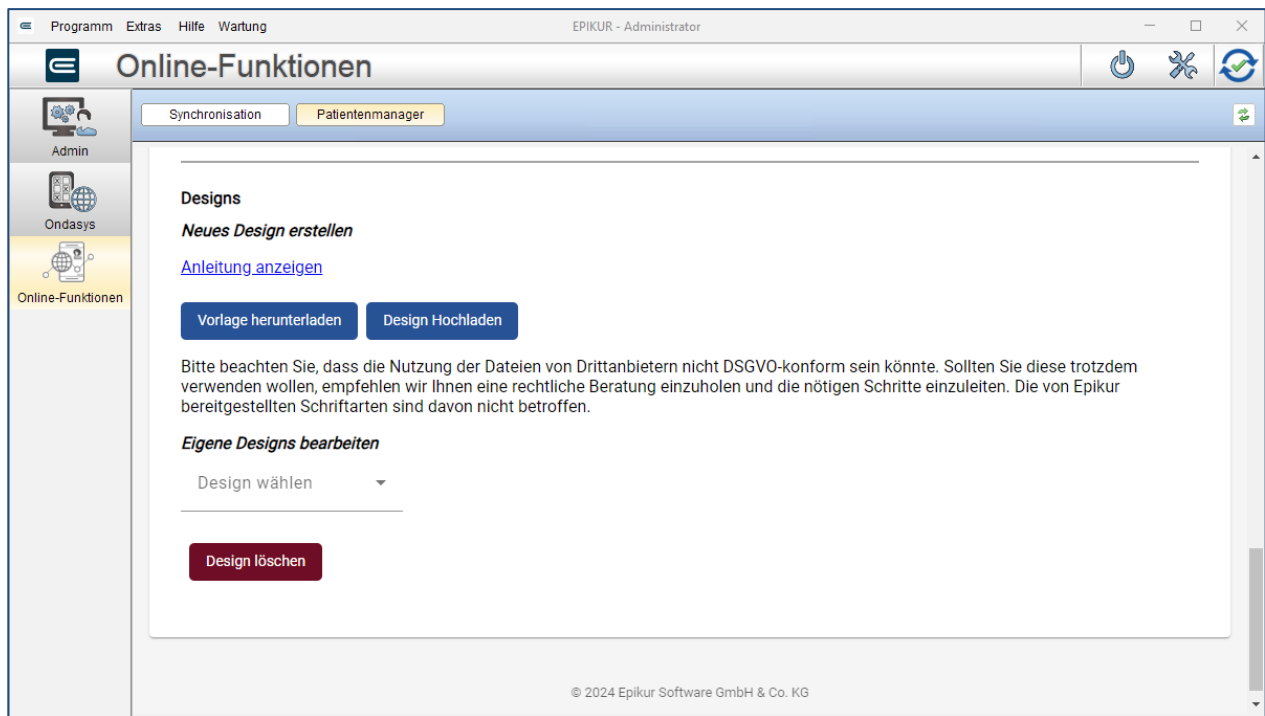 Programm Extras Hilfe Wartung
EPIKUR - Administrator
Online-Funktionen
Admin
Ondasys
Online-Funktionen
Synchronisation
Patientenmanager
Designs
Neues Design erstellen
Anleitung anzeigen
Vorlage herunterladen
Design Hochladen
Bitte beachten Sie, dass die Nutzung der Dateien von Drittanbietern nicht DSGVO-konform sein könnte. Sollten Sie diese trotzdem
verwenden wollen, empfehlen wir Ihnen eine rechtliche Beratung einzuholen und die nötigen Schritte einzuleiten. Die von Epikur
bereitgestellten Schriftarten sind davon nicht betroffen.
Eigene Designs bearbeiten
Design wählen
Design löschen
© 2024 Epikur Software GmbH & Co. KG